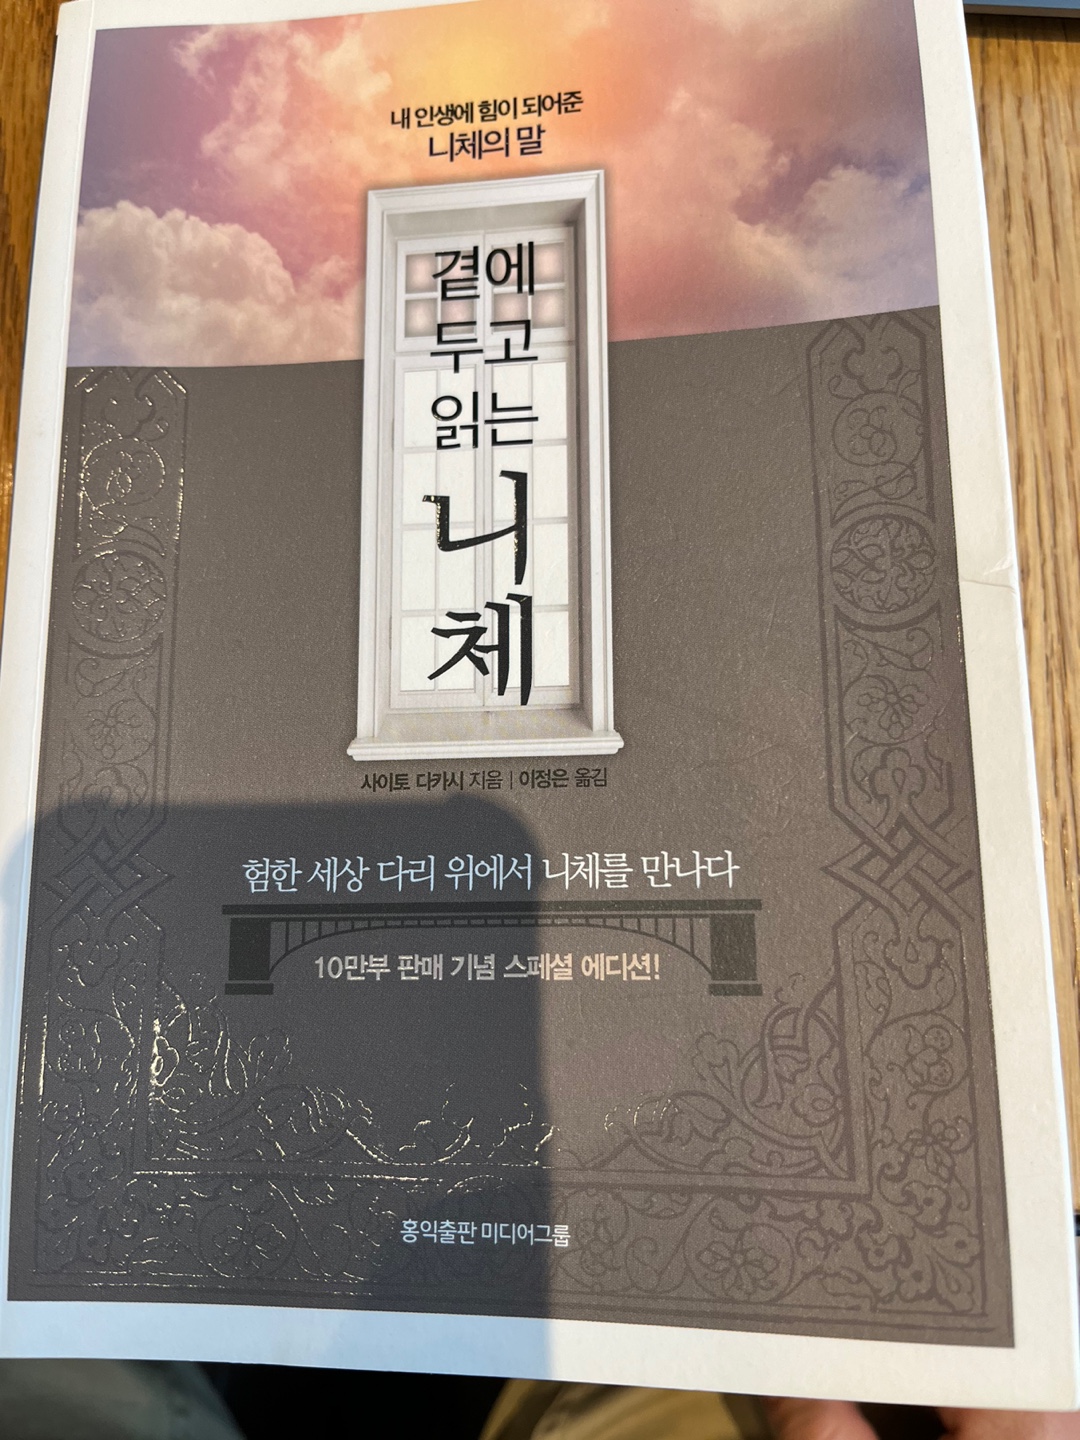 내 인생에 힘이 되어준
니체의 말
곁에
두고
읽는
니
체
사이토 다카시 지음 | 이정은 옮김
험한 세상 다리 위에서 니체를 만나다
10만부 판매 기념 스페셜 에디션!
홍익출판 미디어그룹